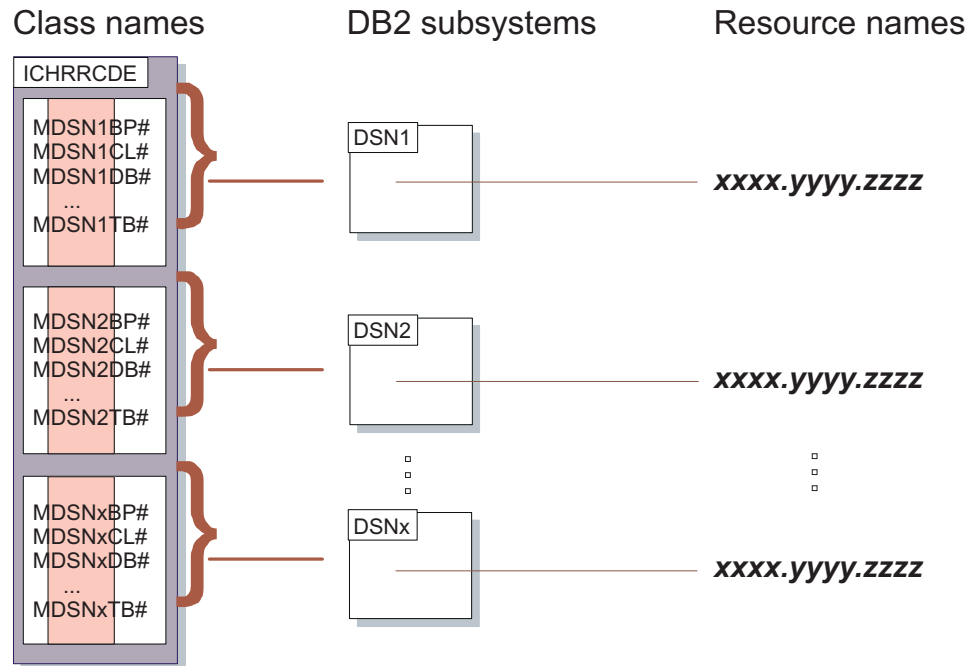 Class names
DB2 subsystems
Resource names
ICHRRCDE
MDSN1BP#
MDSN1CL#
MDSN1DB#
...
MDSN1TB#
DSN1
xxxx.yyyy.zzzz
MDSN2BP#
MDSN2CL#
MDSN2DB#
...
MDSN2TB#
DSN2
xxxx.yyyy.zzzz
MDSNxBP#
MDSNxCL#
MDSNxDB#
...
MDSNxTB#
DSNx
xxxx.yyyy.zzzz